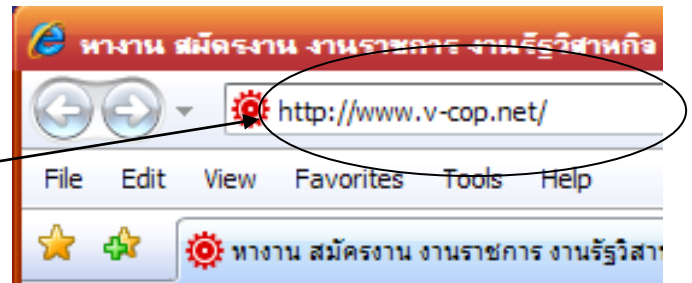 หางาน สมัครงาน งานราชการ งานรัฐวิสาหกิจ
http://www.v-cop.net/
File Edit View Favorites Tools Help
หางาน สมัครงาน งานราชการ งานรัฐวิสา